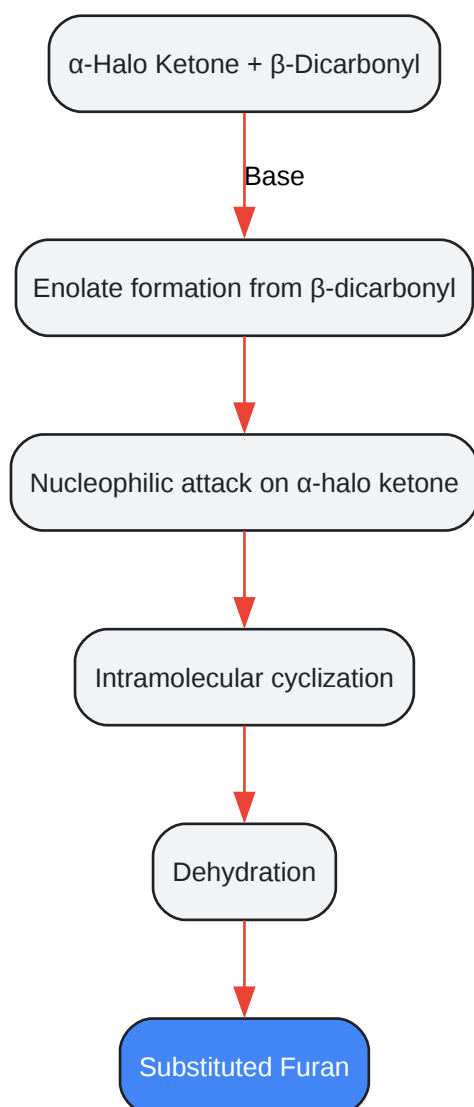 α-Halo Ketone + β-Dicarbonyl
Base
Enolate formation from β-dicarbonyl
Nucleophilic attack on α-halo ketone
Intramolecular cyclization
Dehydration
Substituted Furan